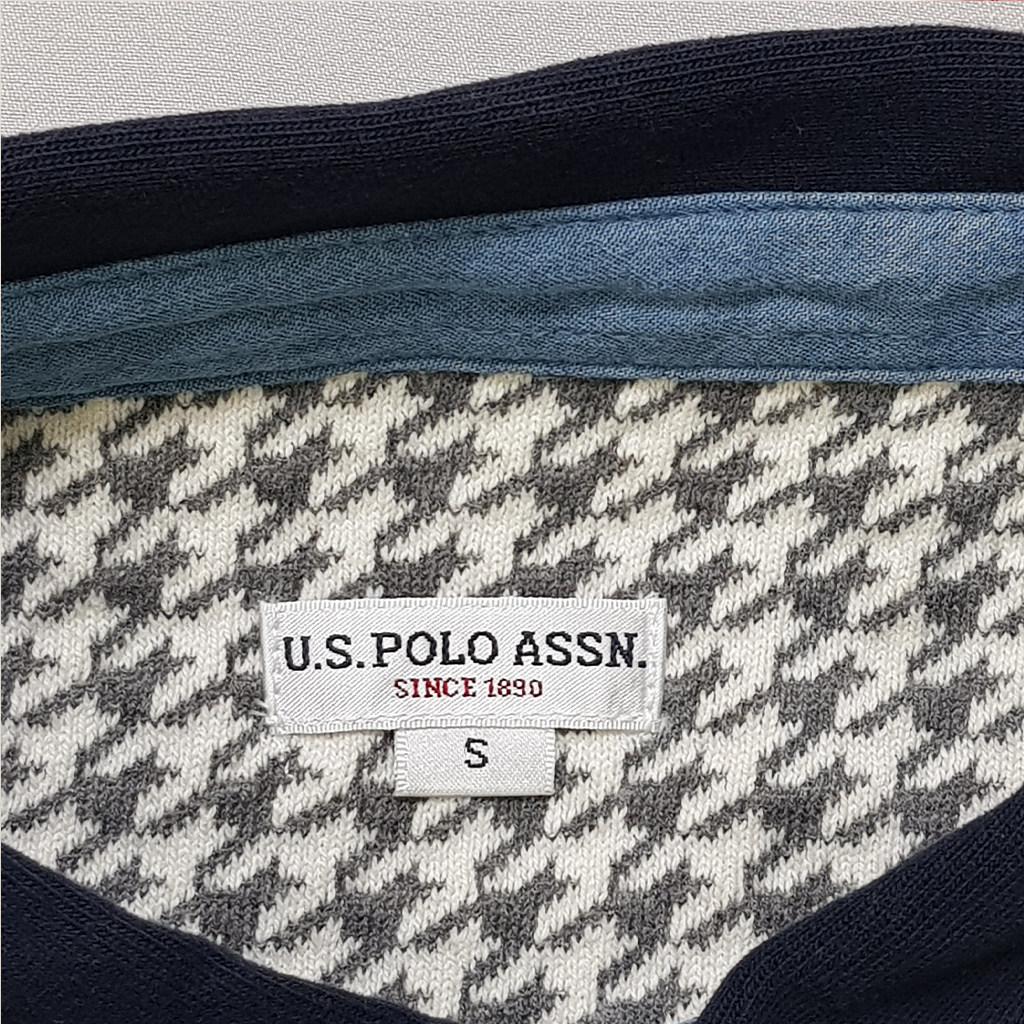 U.S. POLO ASSN.
SINCE 1890
S